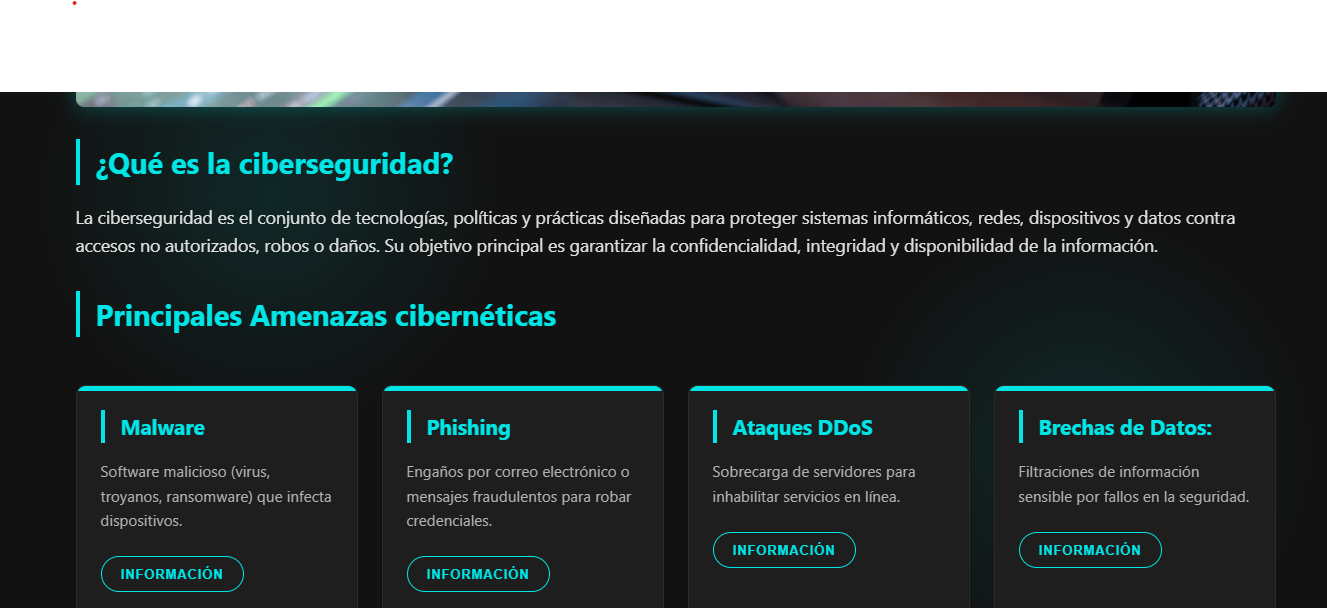 ¿Qué es la ciberseguridad?
La ciberseguridad es el conjunto de tecnologías, políticas y prácticas diseñadas para proteger sistemas informáticos, redes, dispositivos y datos contra
accesos no autorizados, robos o daños. Su objetivo principal es garantizar la confidencialidad, integridad y disponibilidad de la información.
Principales Amenazas cibernéticas
Malware
Software malicioso (virus,
troyanos, ransomware) que infecta
dispositivos.
INFORMACIÓN
Phishing
Engaños por correo electrónico o
mensajes fraudulentos para robar
credenciales.
INFORMACIÓN
Ataques DDoS
Sobrecarga de servidores para
inhabilitar servicios en línea.
INFORMACIÓN
Brechas de Datos:
Filtraciones de información
sensible por fallos en la seguridad.
INFORMACIÓN